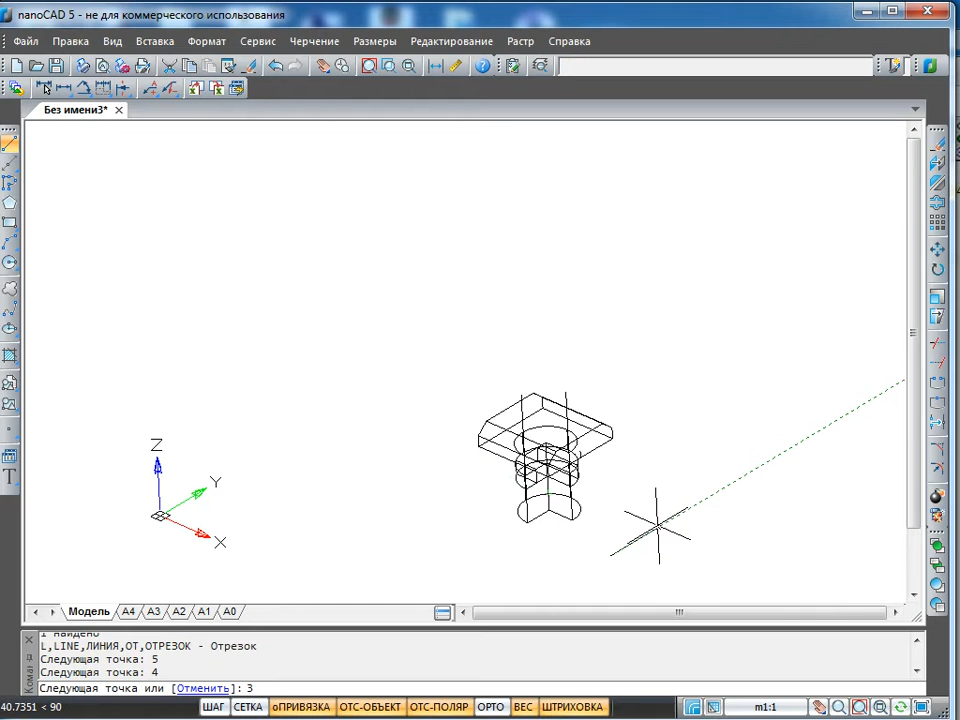 nanoCAD 5 - не для коммерческого использования
Файл Правка Вид Вставка Формат Сервис Черчение Размеры Редактирование Растр Справка
Без имени3*
Z
Y
X
Модель A4 A3 A2 A1 A0
1 найдено
L,LINE,ЛИНИЯ,ОТ,ОТРЕЗОК - Отрезок
Следующая точка: 5
Следующая точка: 4
Следующая точка или [Отменить]: 3
40.7351 < 90 ШАГ СЕТКА оПРИВЯЗКА ОТС-ОБЪЕКТ ОТС-ПОЛЯР ОРТО ВЕС ШТРИХОВКА m1:1